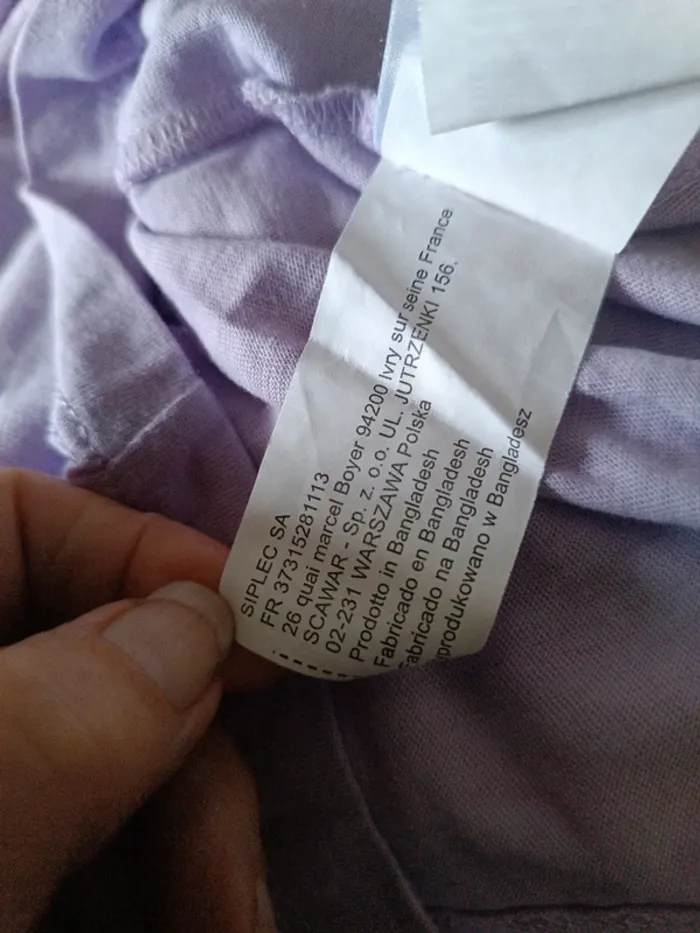 SIPLEC SA
FR 37315281113
26 quai marcel Boyer 94200 Ivry sur seine France
SCAWAR - Sp. z. o.o. UL. JUTRZENKI 156,
02-231 WARSZAWA Polska
Prodotto in Bangladesh
Fabricado en Bangladesh
Fabricado na Bangladesh
yprodukowano w Bangladesz